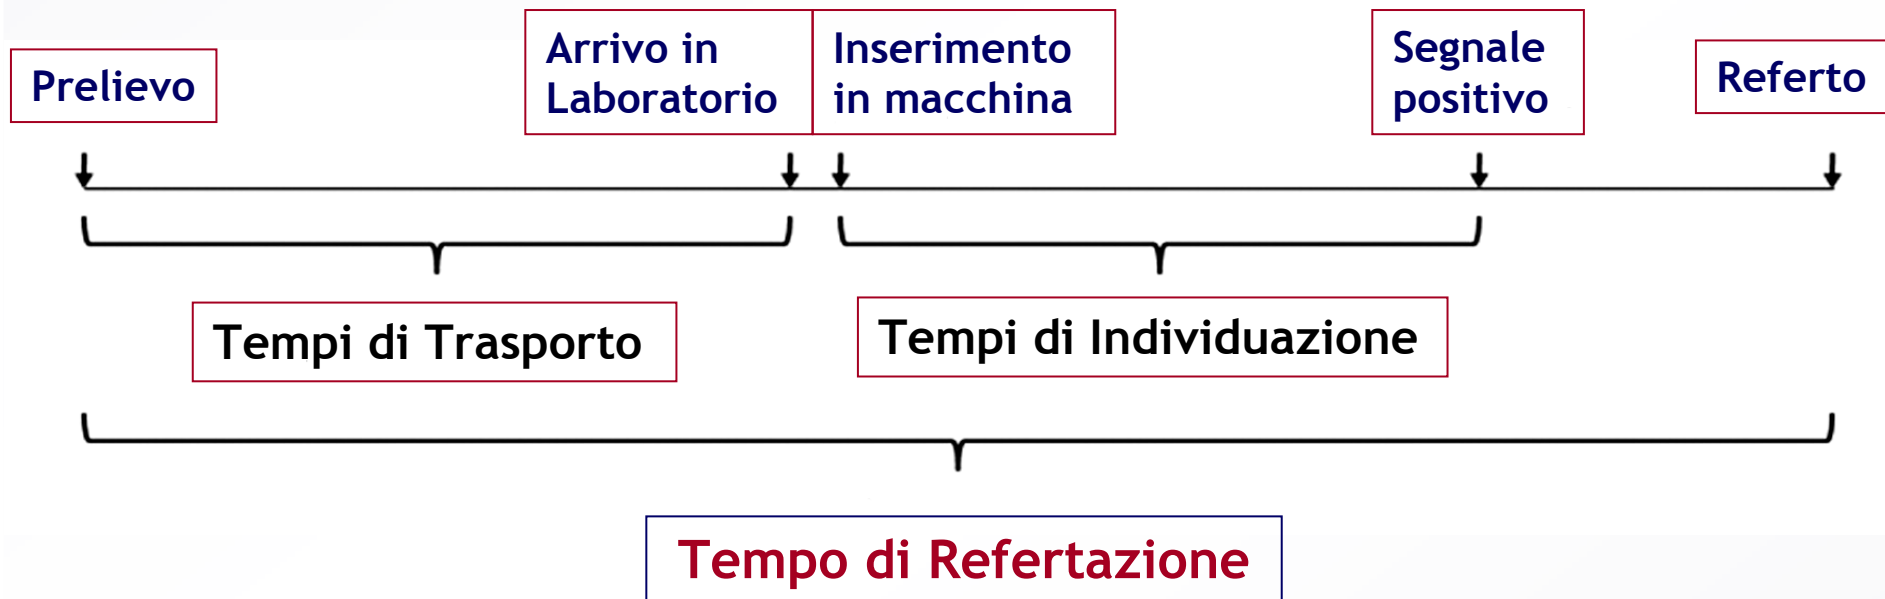 Prelievo
Arrivo in
Laboratorio
Inserimento
in macchina
Segnale
positivo
Referto
Tempi di Trasporto
Tempi di Individuazione
Tempo di Refertazione